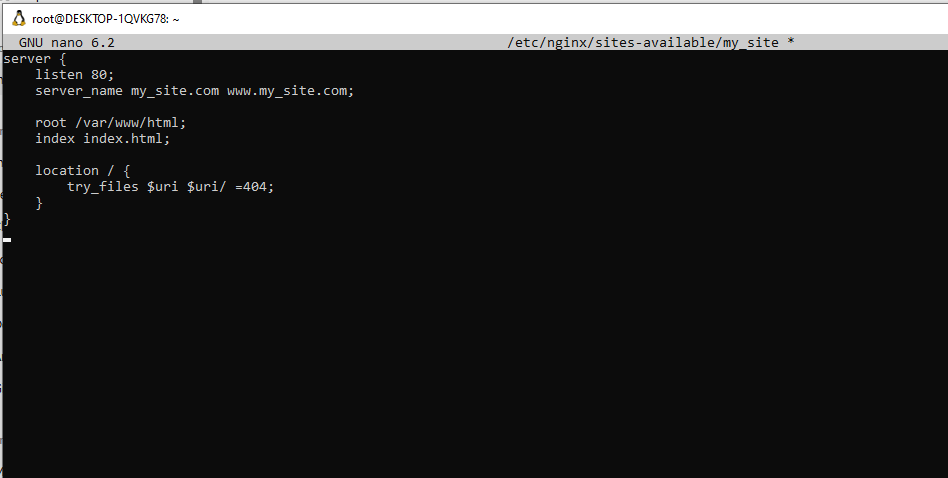 root@DESKTOP-1QVKG78: ~
GNU nano 6.2 /etc/nginx/sites-available/my_site *
server {
    listen 80;
    server_name my_site.com www.my_site.com;

    root /var/www/html;
    index index.html;

    location / {
        try_files $uri $uri/ =404;
    }
}